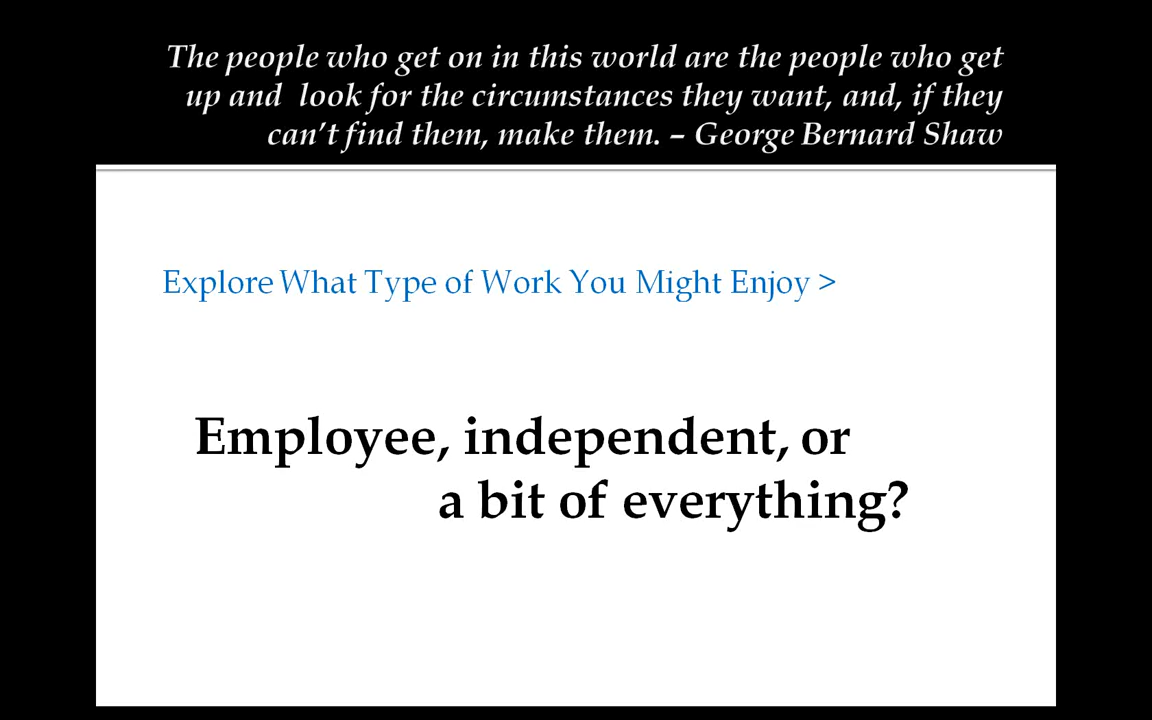 The people who get on in this world are the people who get
up and  look for the circumstances they want, and, if they
can’t find them, make them. – George Bernard Shaw
Explore What Type of Work You Might Enjoy >
Employee, independent, or
a bit of everything?